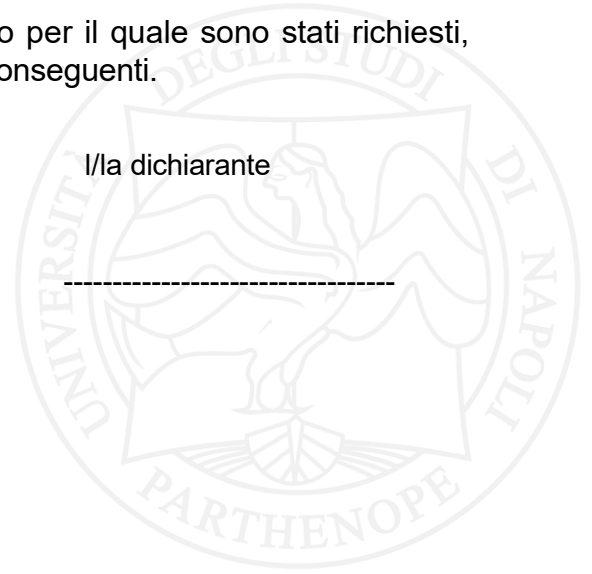 o per il quale sono stati richiesti,
onseguenti.
l/la dichiarante
----------------------------------
UNIVERSITÀ DEGLI STUDI DI NAPOLI
PARTHENOPE